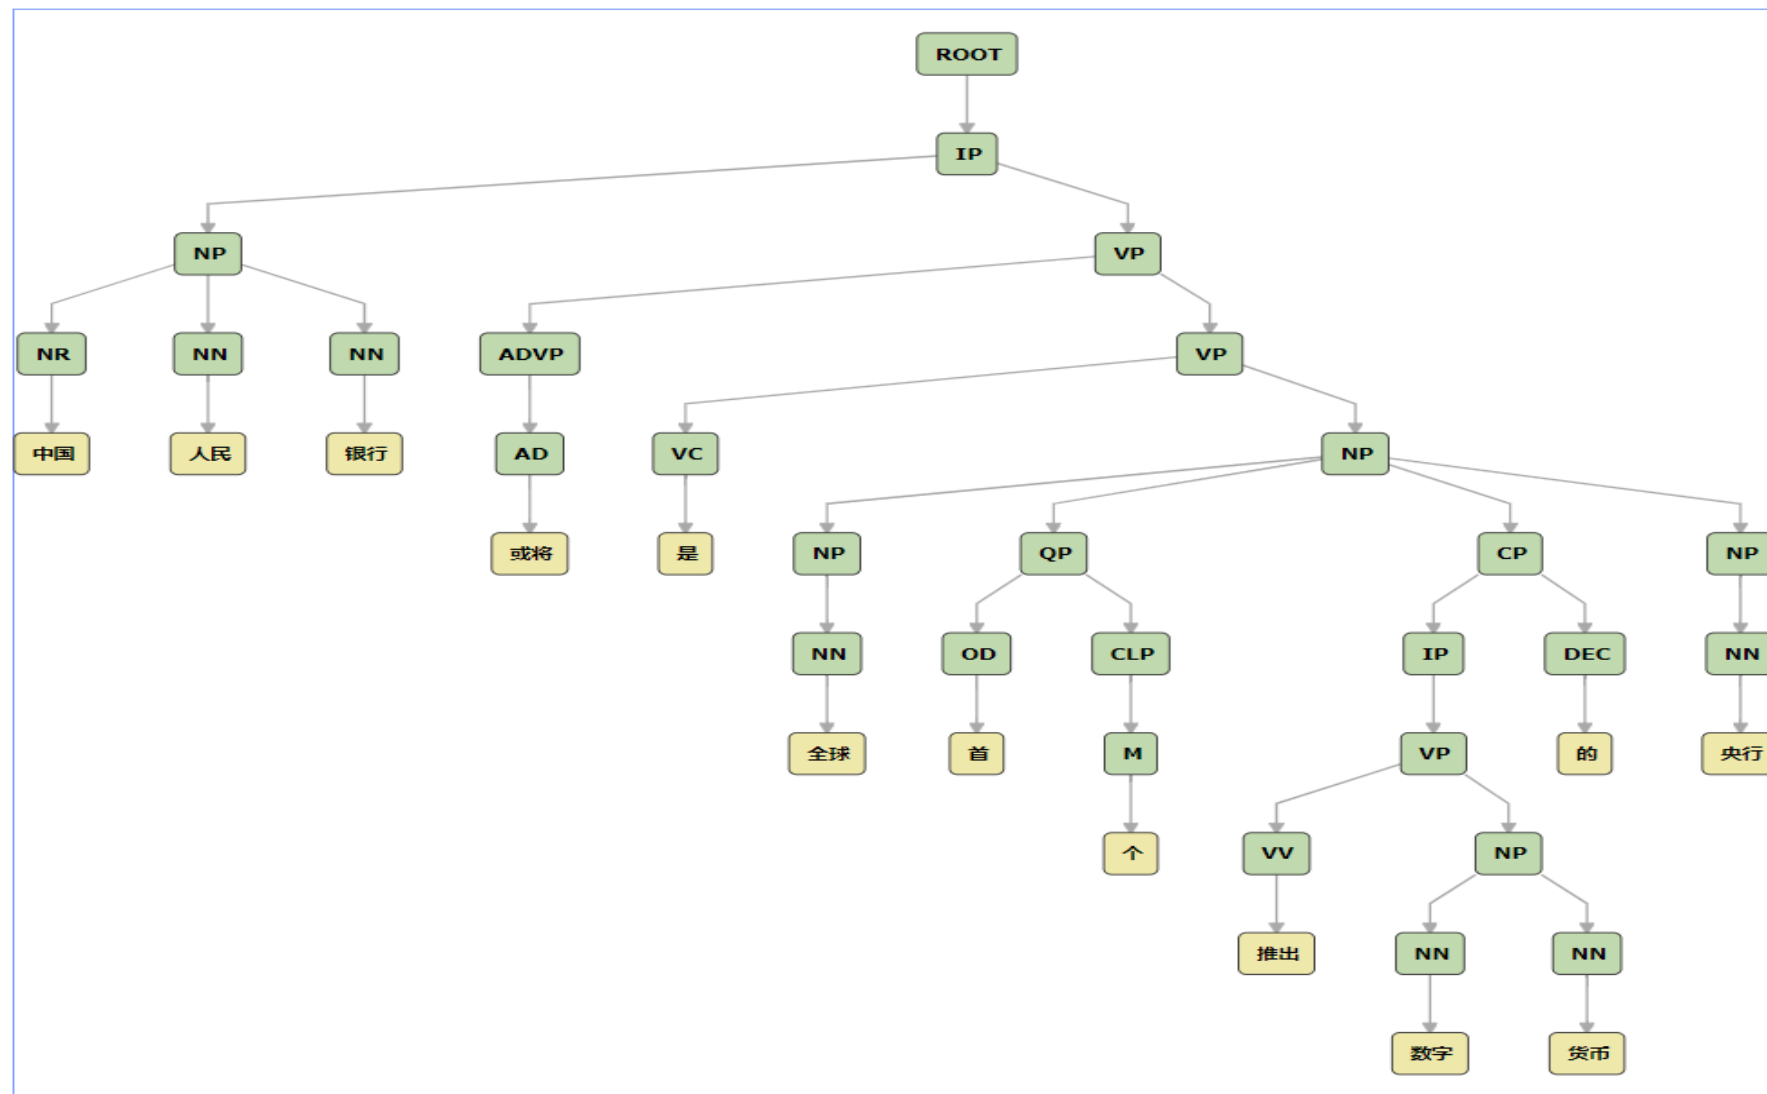 ROOT
IP
NP VP
NR NN NN ADVP VP
中国 人民 银行 AD VC NP
或将 是 NP QP CP NP
NN OD CLP IP DEC NN
全球 首 M VP 的 央行
个 VV NP
推出 NN NN
数字 货币